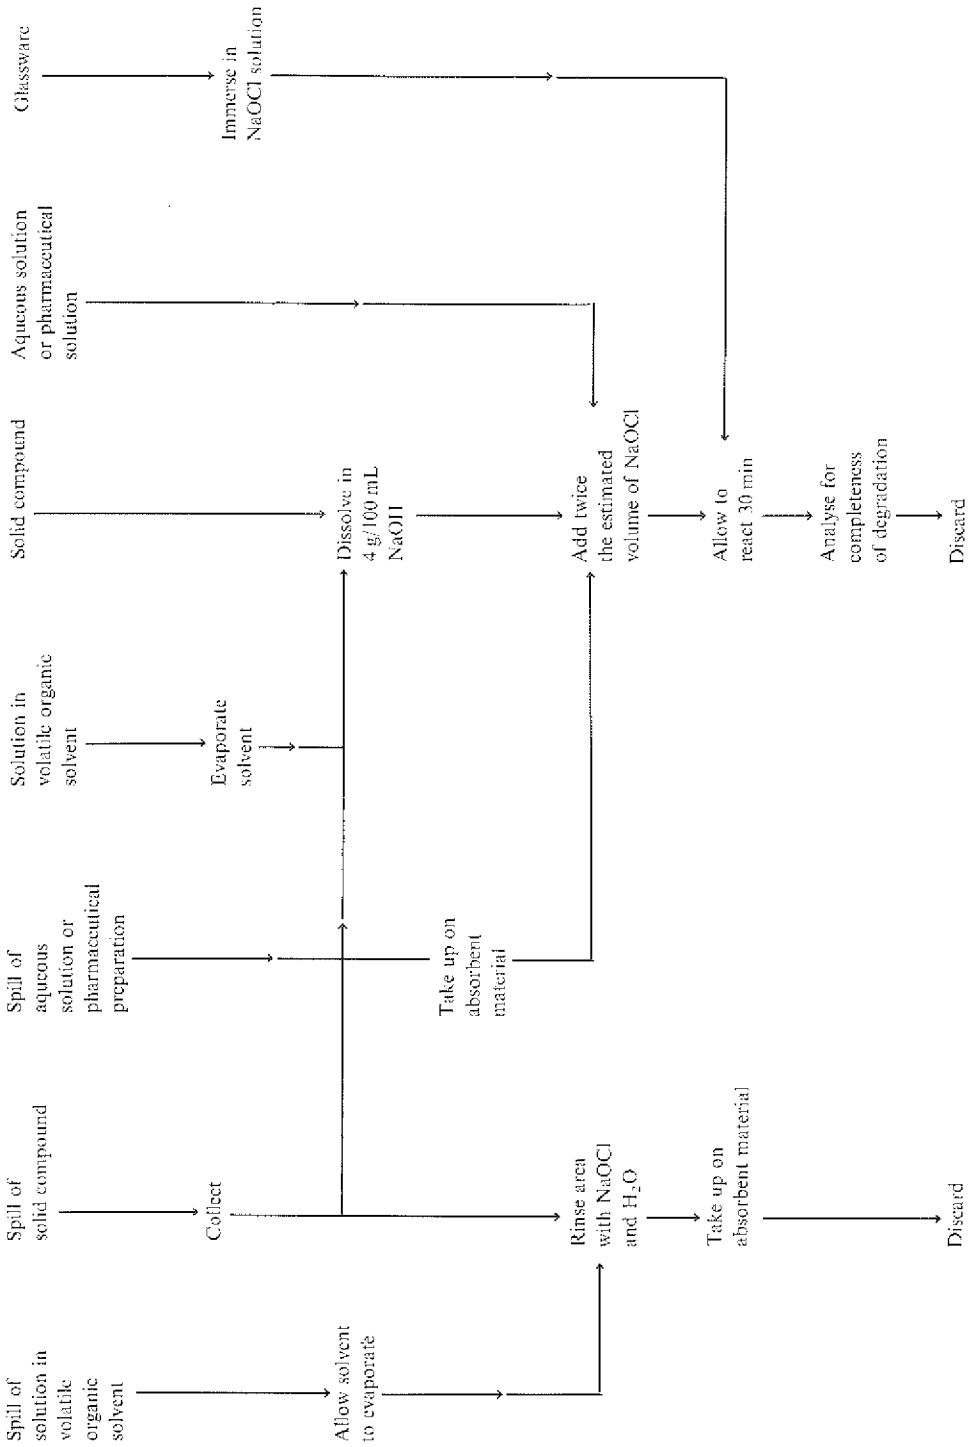 Spill of
solution in
volatile
organic
solvent
Spill of
solid compound
Spill of
aqueous
solution or
pharmaceutical
preparation
Solution in
volatile organic
solvent
Solid compound
Aqueous solution
or pharmaceutical
solution
Glassware
Collect
Evaporate
solvent
Immerse in
NaOCl solution
Allow solvent
to evaporate
Take up on
absorbent
material
Dissolve in
4 g/100 mL
NaOH
Rinse area
with NaOCl
and H₂O
Add twice
the estimated
volume of NaOCl
Take up on
absorbent material
Allow to
react 30 min
Analyse for
completeness
of degradation
Discard
Discard